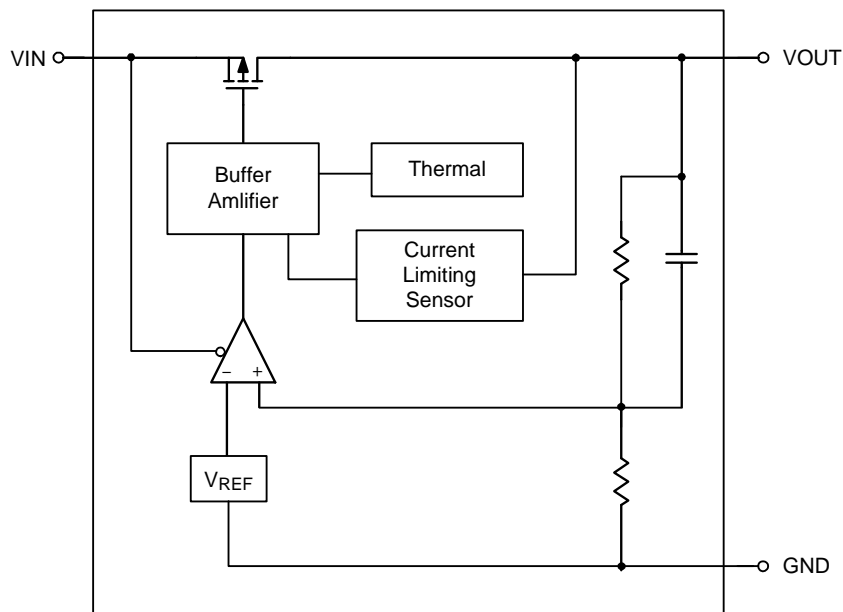 VIN
VOUT
Buffer
Amlifier
Thermal
Current
Limiting
Sensor
− +
VREF
GND